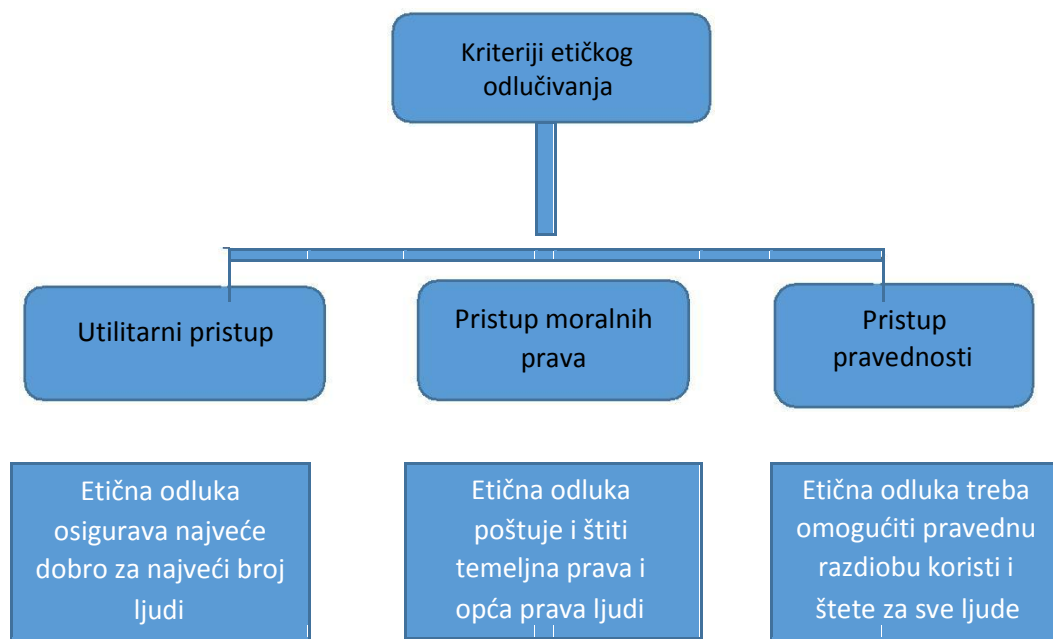 Kriteriji etičkog
odlučivanja
Utilitarni pristup
Pristup moralnih
prava
Pristup
pravednosti
Etična odluka
osigurava najveće
dobro za najveći broj
ljudi
Etična odluka
poštuje i štiti
temeljna prava i
opća prava ljudi
Etična odluka treba
omogućiti pravednu
razdiobu koristi i
štete za sve ljude